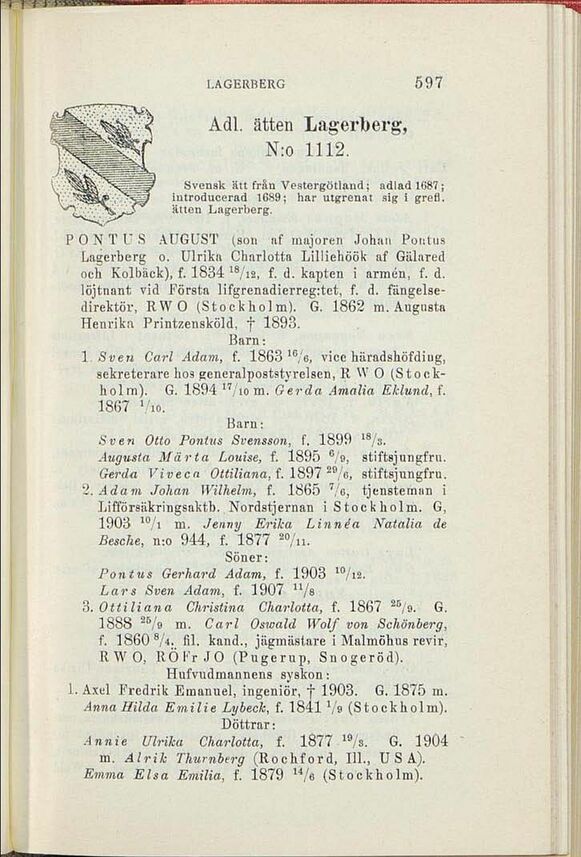 LAGERBERG 597
Adl. ätten Lagerberg,
N:o 1112.
Svensk ätt från Vestergötland; adlad 1687;
introducerad 1689; har utgrenat sig i grefl.
ätten Lagerberg.
PONTUS AUGUST (son af majoren Johan Pontus
Lagerberg o. Ulrika Charlotta Lilliehöök af Gälared
och Kolbäck), f. 1834 18/12, f. d. kapten i armén, f. d.
löjtnant vid Första lifgrenadierreg:tet, f. d. fängelse-
direktör, RWO (Stockholm). G. 1862 m. Augusta
Henrika Printzensköld, † 1893.
Barn:
1. Sven Carl Adam, f. 1863 16/6, vice häradshöfding,
sekreterare hos generalpoststyrelsen, R W O (Stock-
holm). G. 1894 17/10 m. Gerda Amalia Eklund, f.
1867 1/10.
Barn:
Sven Otto Pontus Svensson, f. 1899 18/3.
Augusta Märta Louise, f. 1895 6/9, stiftsjungfru.
Gerda Viveca Ottiliana, f. 1897 29/6, stiftsjungfru.
2. Adam Johan Wilhelm, f. 1865 7/6, tjensteman i
Lifförsäkringsaktb. Nordstjernan i Stockholm. G,
1903 10/1 m. Jenny Erika Linnéa Natalia de
Besche, n:o 944, f. 1877 20/11.
Söner:
Pontus Gerhard Adam, f. 1903 10/12.
Lars Sven Adam, f. 1907 11/8
3. Ottiliana Christina Charlotta, f. 1867 25/9. G.
1888 25/9 m. Carl Oswald Wolf von Schönberg,
f. 1860 8/4, fil. kand., jägmästare i Malmöhus revir,
RWO, RÖFrJO (Pugerup, Snogeröd).
Hufvudmannens syskon:
1. Axel Fredrik Emanuel, ingeniör, † 1903. G. 1875 m.
Anna Hilda Emilie Lybeck, f. 1841 1/9 (Stockholm).
Döttrar:
Annie Ulrika Charlotta, f. 1877 19/3. G. 1904
m. Alrik Thurnberg (Rochford, Ill., USA).
Emma Elsa Emilia, f. 1879 14/6 (Stockholm).